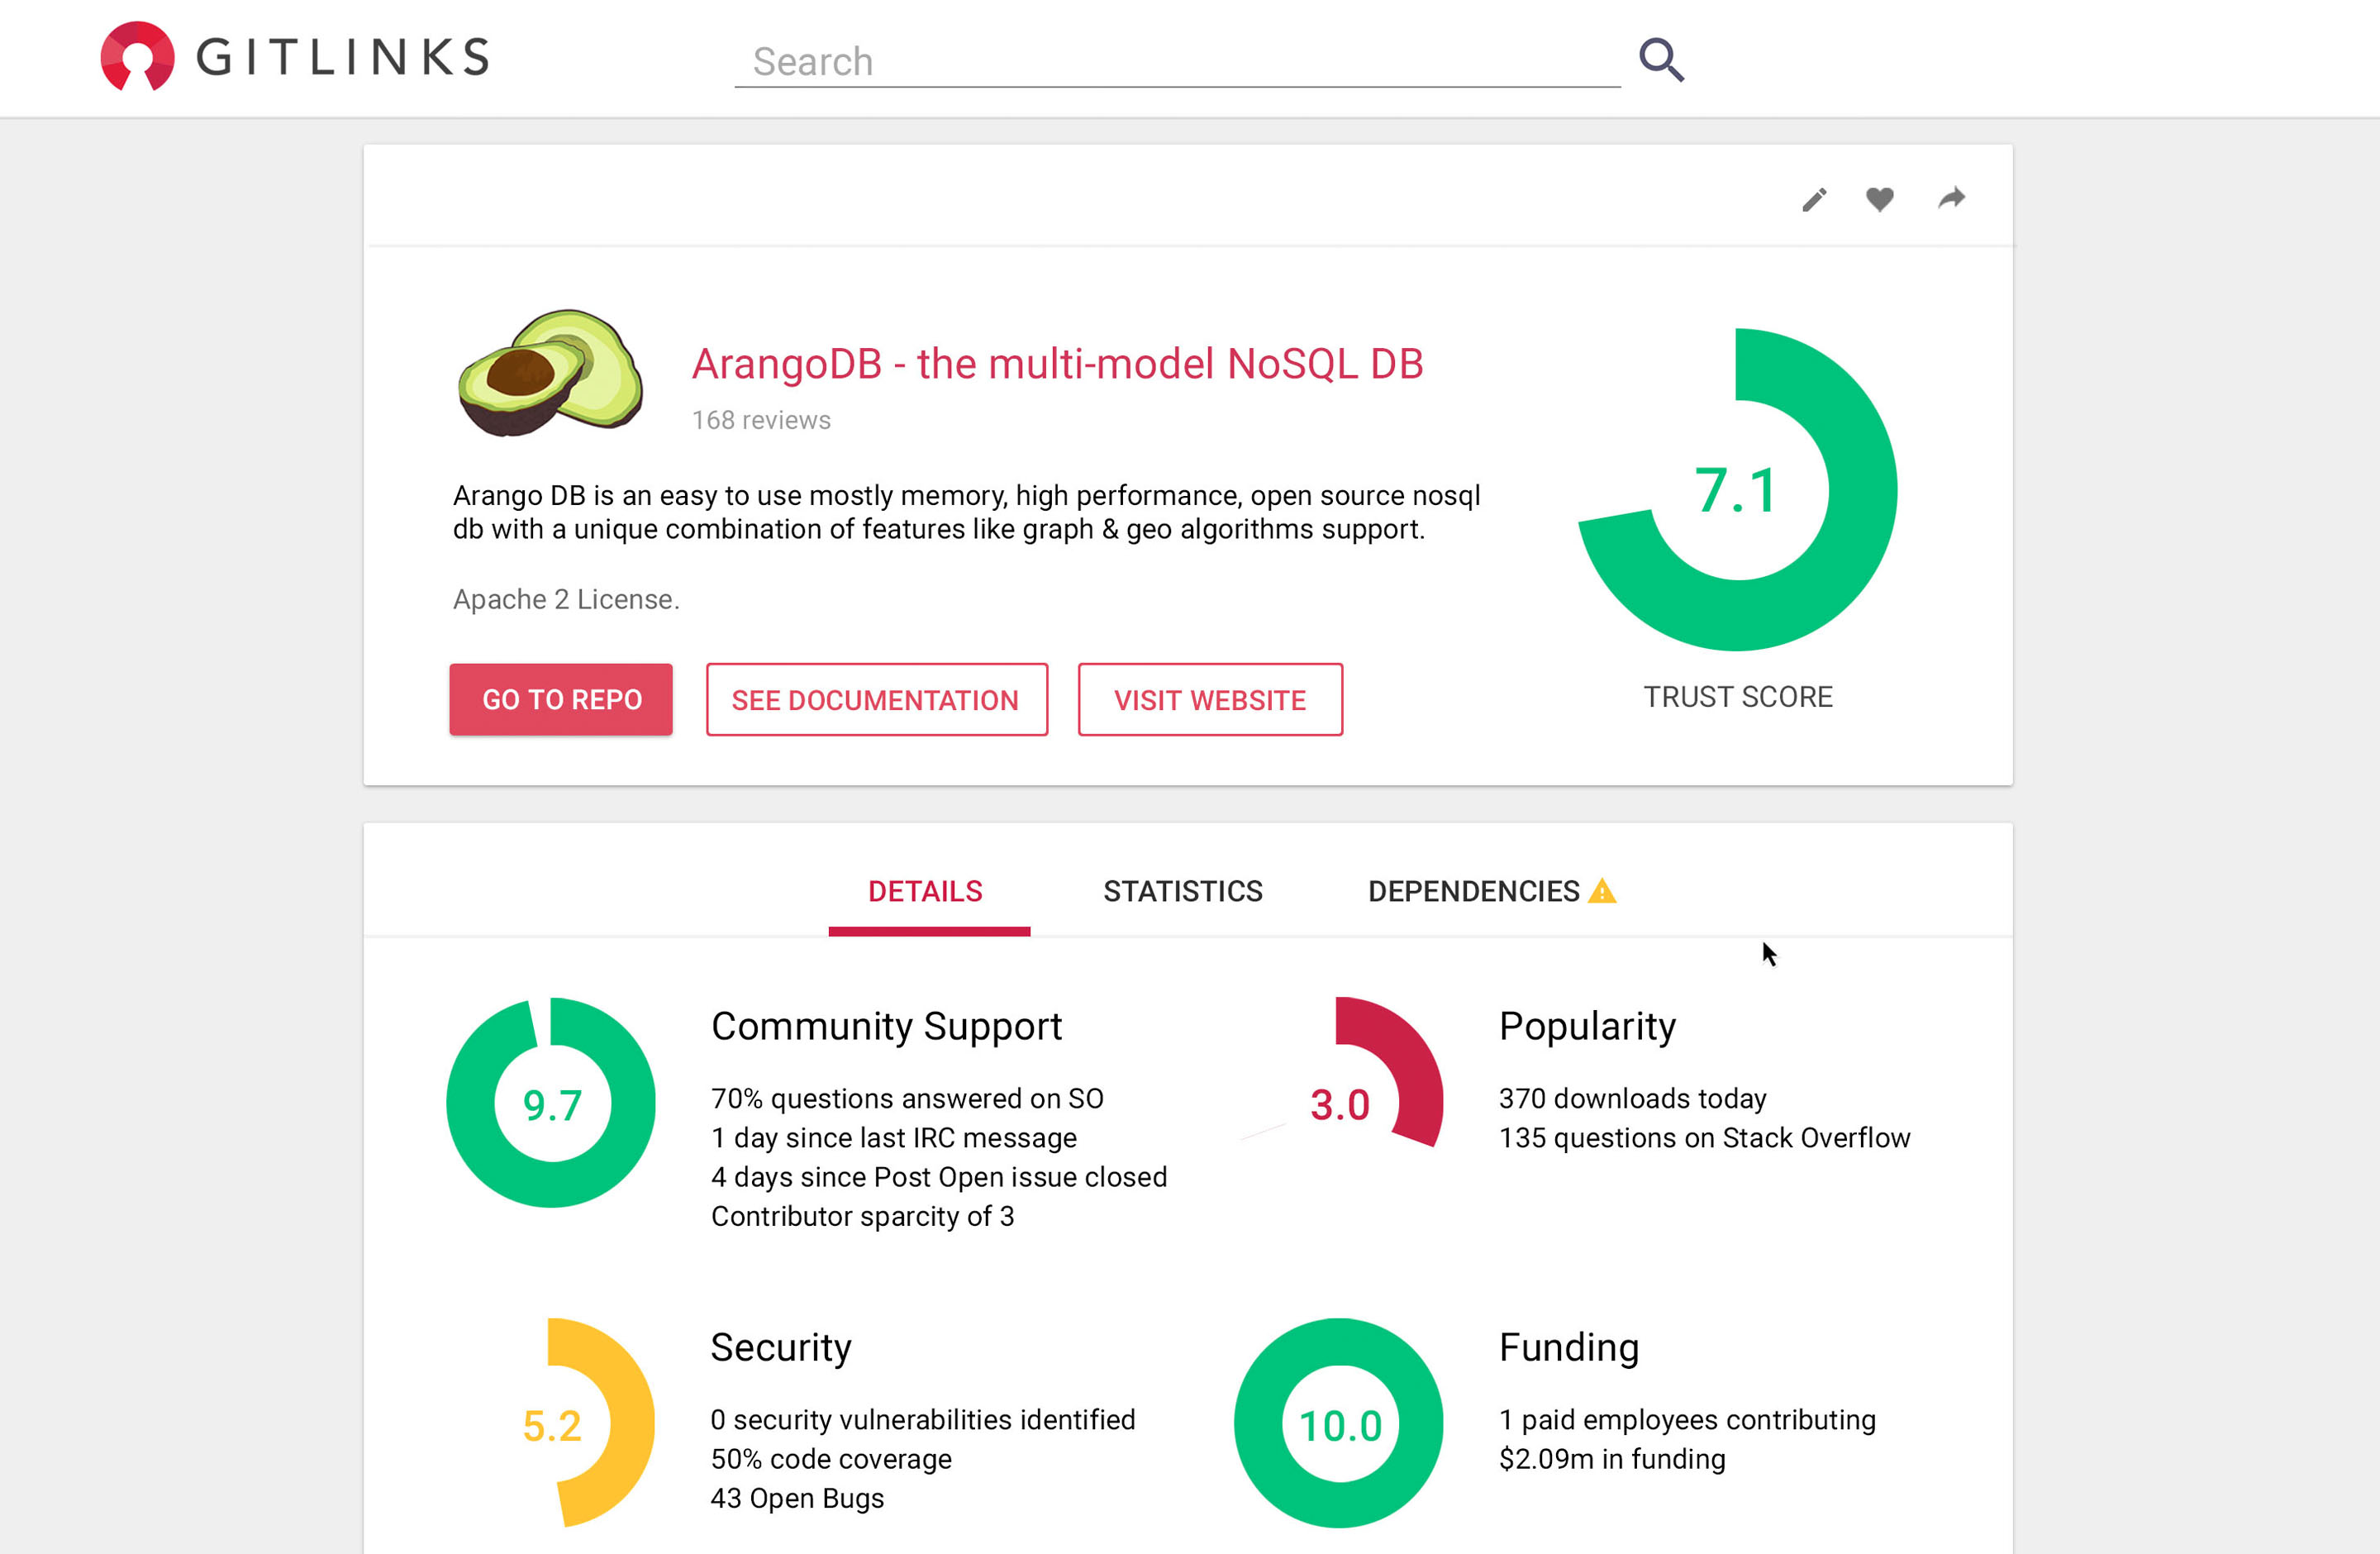 GITLINKS
Search
ArangoDB - the multi-model NoSQL DB
168 reviews
Arango DB is an easy to use mostly memory, high performance, open source nosql
db with a unique combination of features like graph & geo algorithms support.
Apache 2 License.
GO TO REPO
SEE DOCUMENTATION
VISIT WEBSITE
7.1
TRUST SCORE
DETAILS
STATISTICS
DEPENDENCIES
9.7
Community Support
70% questions answered on SO
1 day since last IRC message
4 days since Post Open issue closed
Contributor sparcity of 3
3.0
Popularity
370 downloads today
135 questions on Stack Overflow
5.2
Security
0 security vulnerabilities identified
50% code coverage
43 Open Bugs
10.0
Funding
1 paid employees contributing
$2.09m in funding